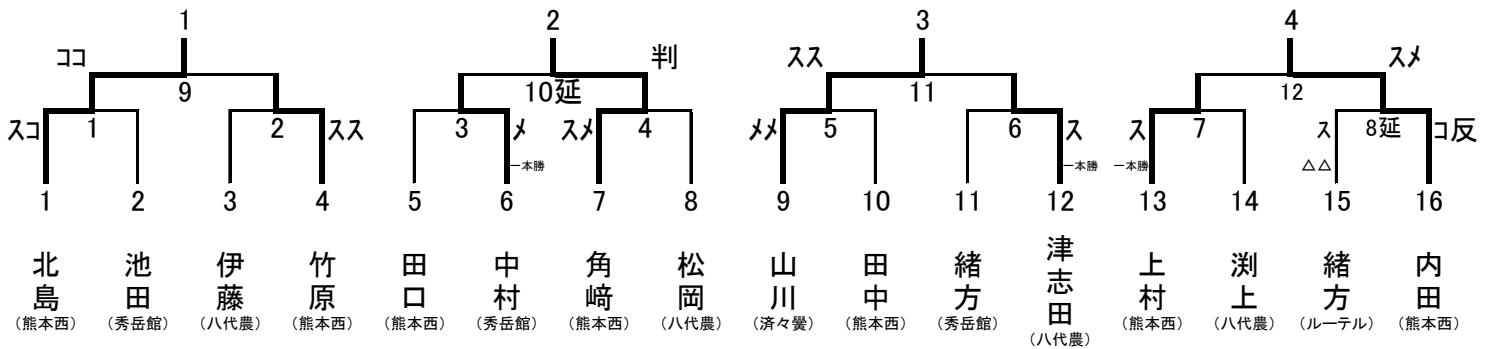 1 2 3 4
ココ 判 スス スメ
9 10延 11 12
スコ 1 2 スス 3 メ スメ 4 メメ 5 6 ス ス 7 ス 8延 コ反
一本勝 一本勝 一本勝 △△
1 2 3 4 5 6 7 8 9 10 11 12 13 14 15 16
北島
(熊本西)
池田
(秀岳館)
伊藤
(八代農)
竹原
(熊本西)
田口
(熊本西)
中村
(秀岳館)
角﨑
(熊本西)
松岡
(八代農)
山川
(済々黌)
田中
(熊本西)
緒方
(秀岳館)
津志田
(八代農)
上村
(熊本西)
渕上
(八代農)
緒方
(ルーテル)
内田
(熊本西)